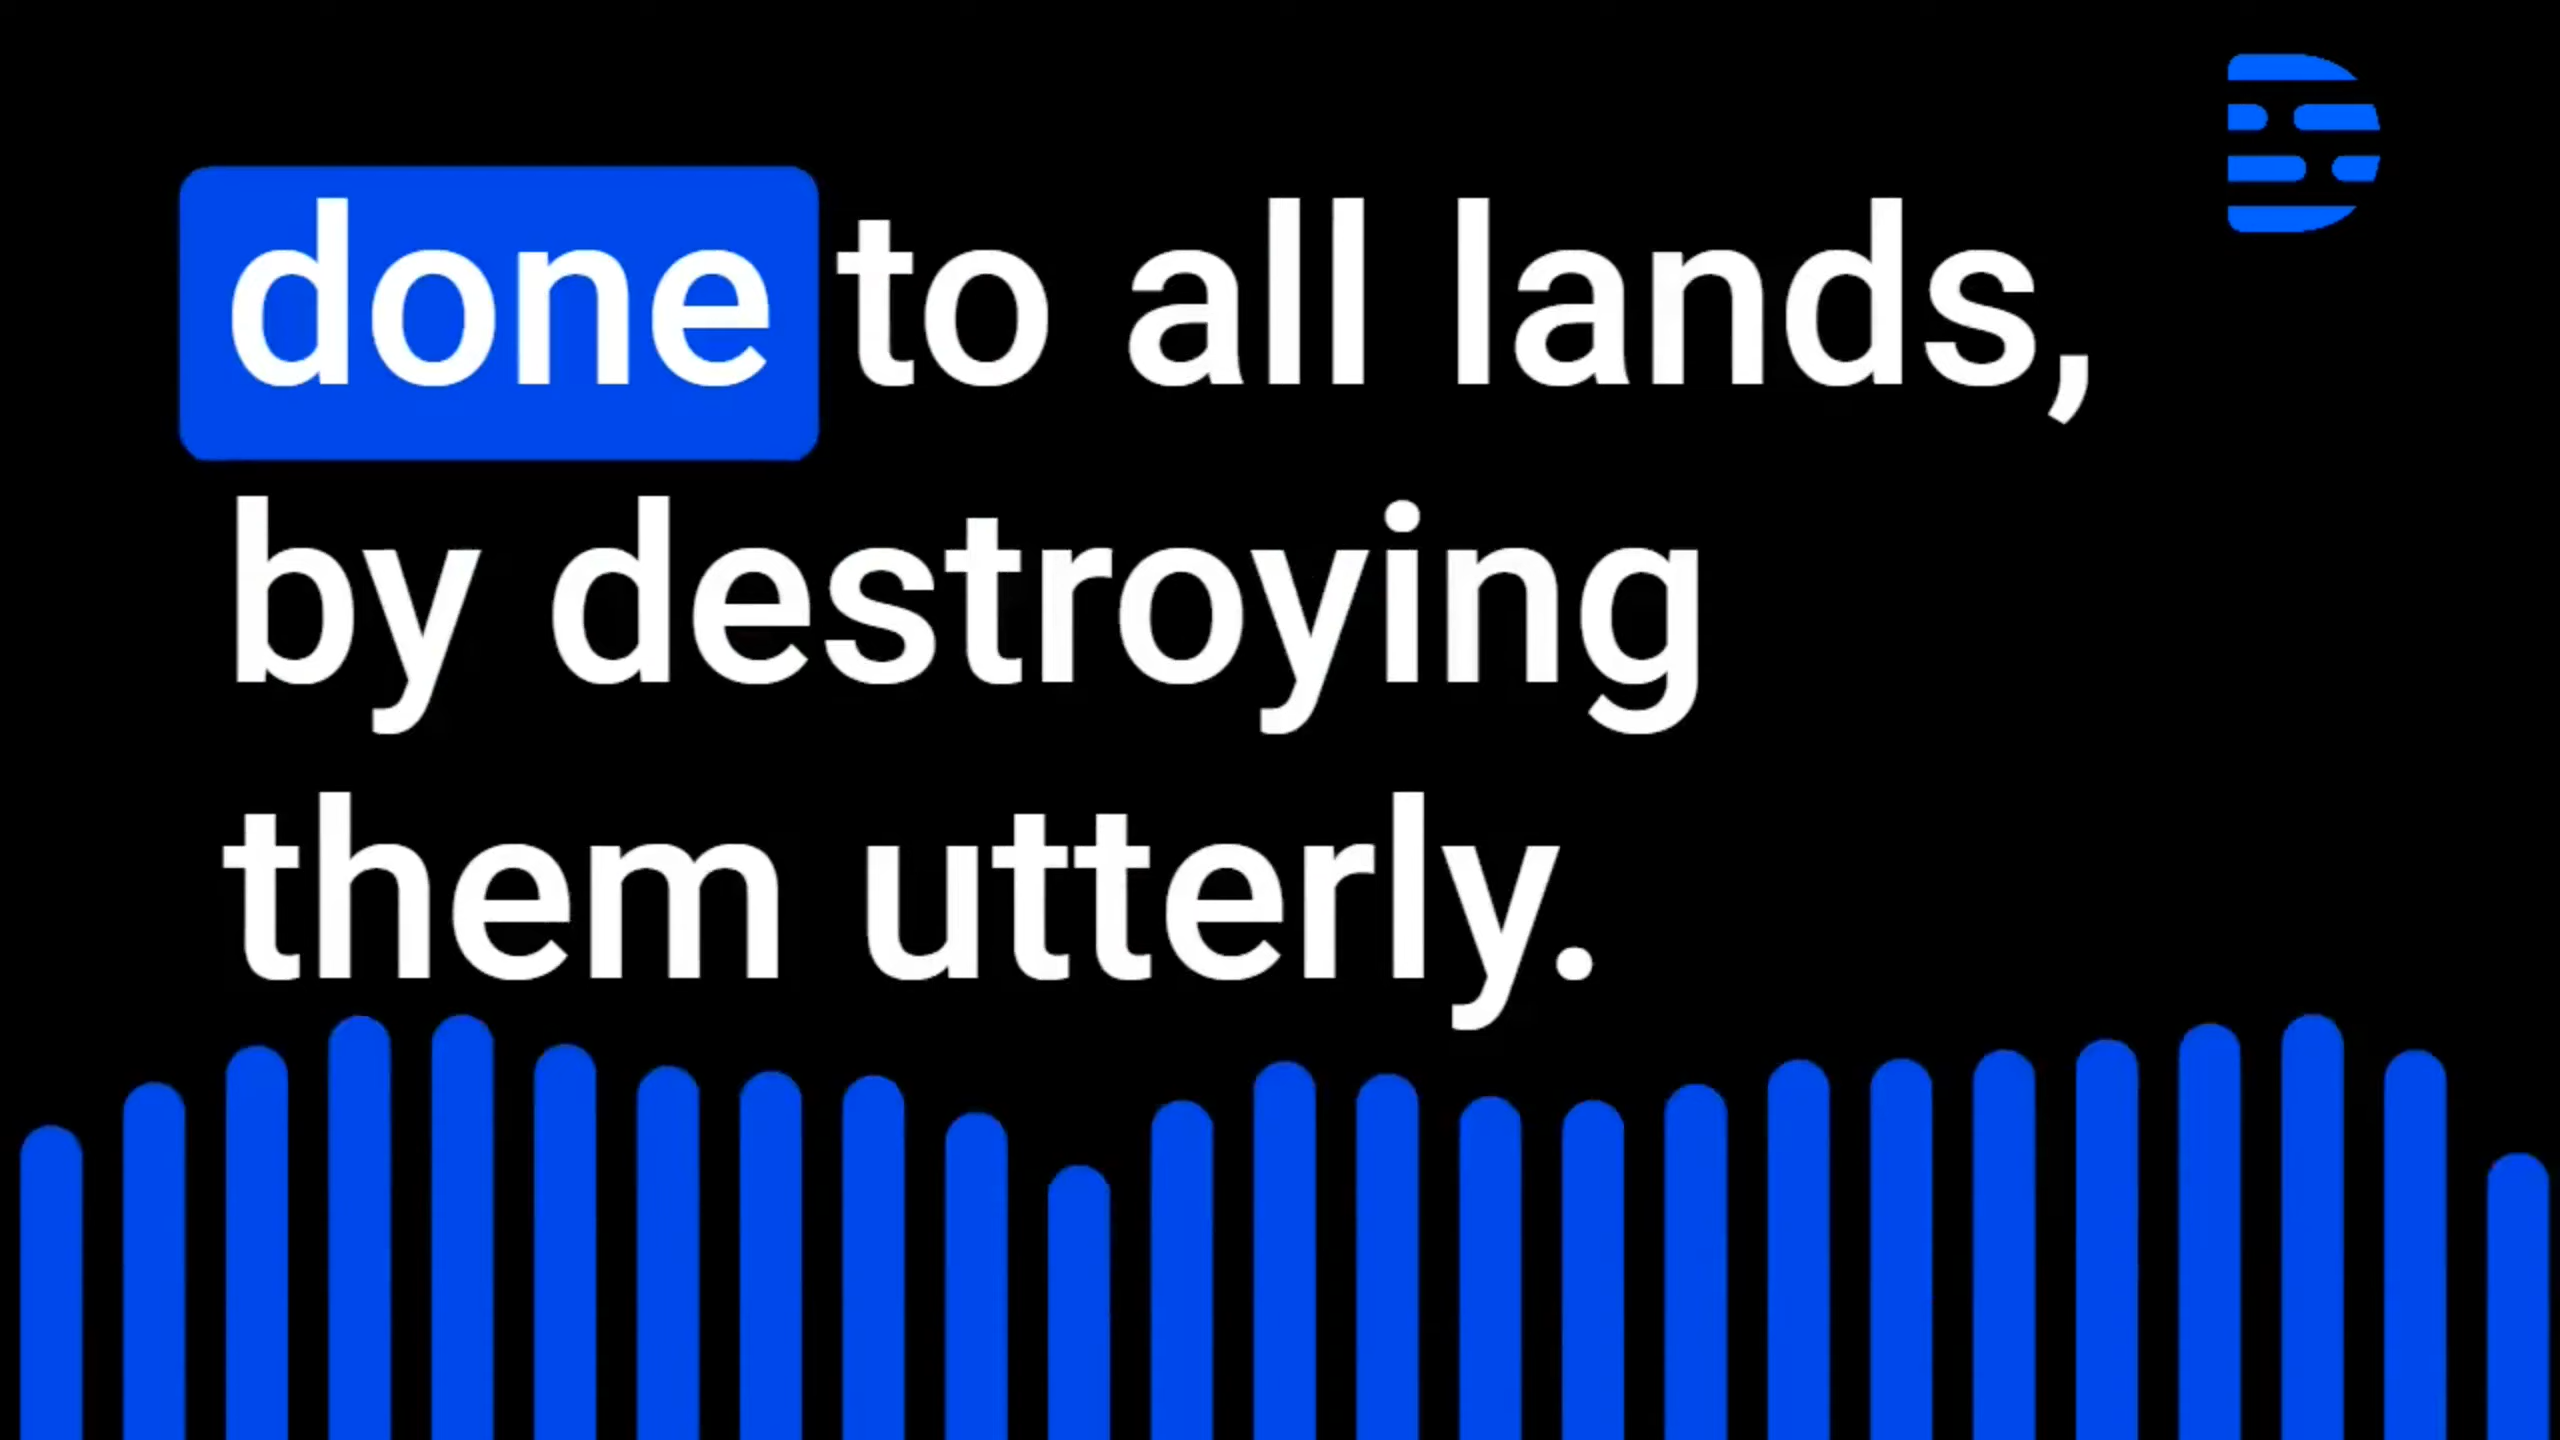 done to all lands,
by destroying
them utterly.